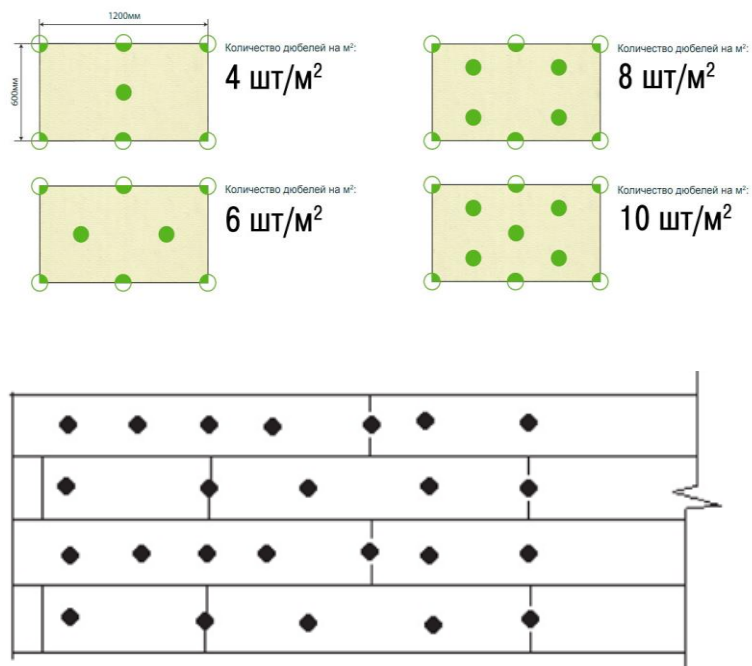 1200мм
600мм
Количество дюбелей на м²:
4 шт/м²
Количество дюбелей на м²:
8 шт/м²
Количество дюбелей на м²:
6 шт/м²
Количество дюбелей на м²:
10 шт/м²